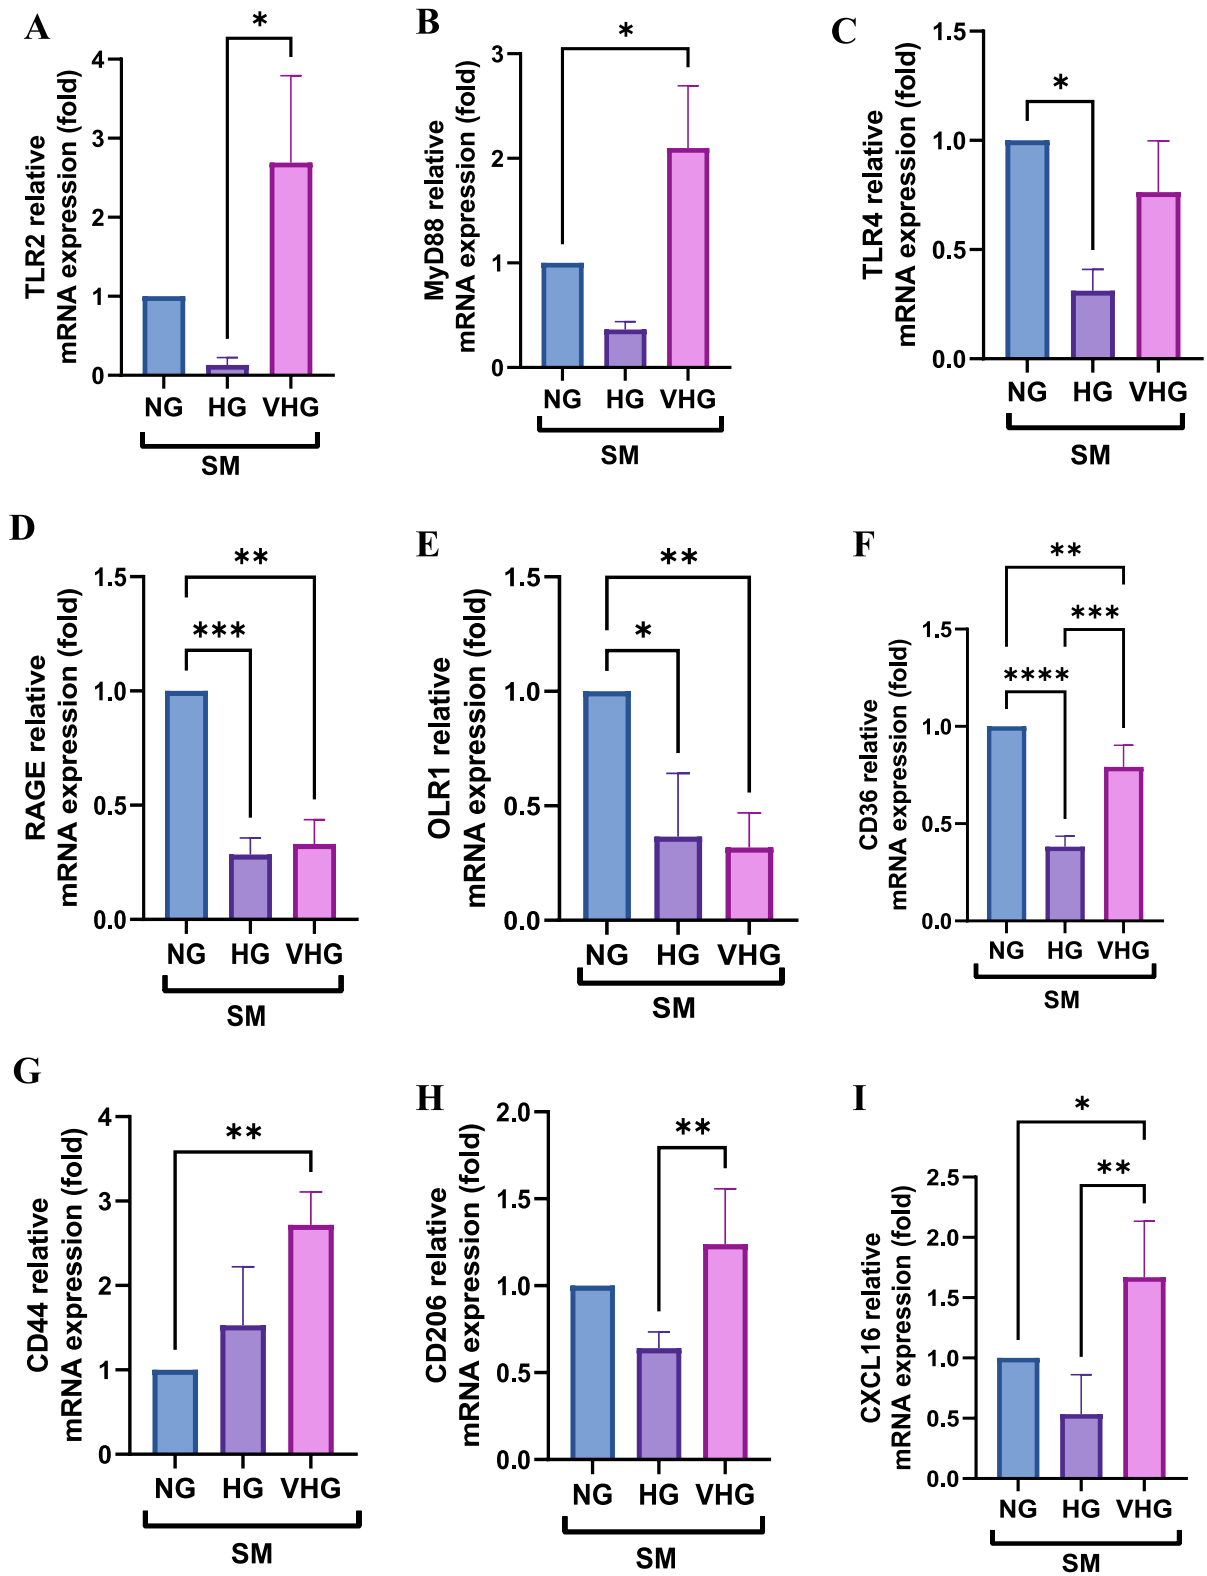 A
TLR2 relative
mRNA expression (fold)
4
3
2
1
0
*
NG HG VHG
SM
B
MyD88 relative
mRNA expression (fold)
3
2
1
0
*
NG HG VHG
SM
C
TLR4 relative
mRNA expression (fold)
1.5
1.0
0.5
0.0
*
NG HG VHG
SM
D
RAGE relative
mRNA expression (fold)
1.5
1.0
0.5
0.0
**
***
NG HG VHG
SM
E
OLR1 relative
mRNA expression (fold)
1.5
1.0
0.5
0.0
**
*
NG HG VHG
SM
F
CD36 relative
mRNA expression (fold)
1.5
1.0
0.5
0.0
**
***
****
NG HG VHG
SM
G
CD44 relative
mRNA expression (fold)
4
3
2
1
0
**
NG HG VHG
SM
H
CD206 relative
mRNA expression (fold)
2.0
1.5
1.0
0.5
0.0
**
NG HG VHG
SM
I
CXCL16 relative
mRNA expression (fold)
2.5
2.0
1.5
1.0
0.5
0.0
*
**
NG HG VHG
SM